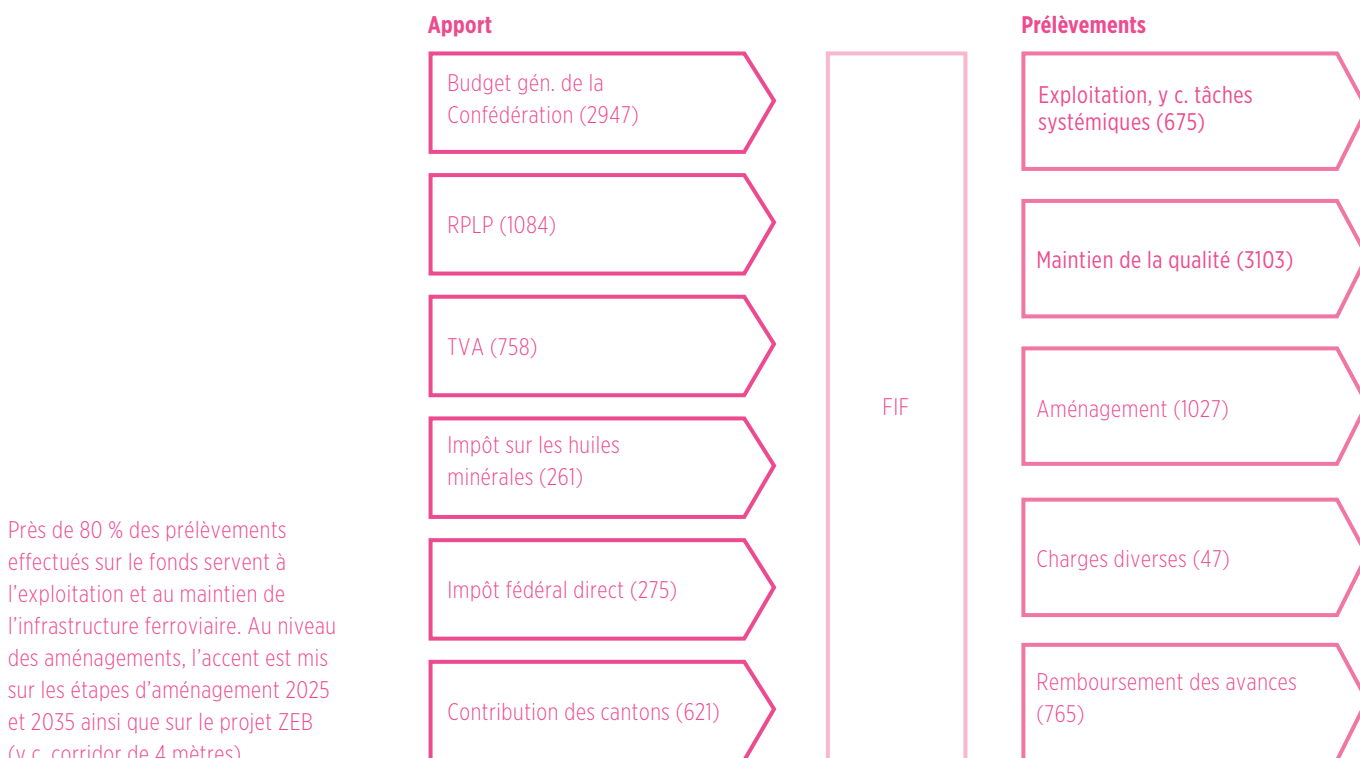 Apport
Budget gén. de la
Confédération (2947)
RPLP (1084)
TVA (758)
Impôt sur les huiles
minérales (261)
Impôt fédéral direct (275)
Contribution des cantons (621)
FIF
Prélèvements
Exploitation, y c. tâches
systémiques (675)
Maintien de la qualité (3103)
Aménagement (1027)
Charges diverses (47)
Remboursement des avances
(765)
Près de 80 % des prélèvements
effectués sur le fonds servent à
l’exploitation et au maintien de
l’infrastructure ferroviaire. Au niveau
des aménagements, l’accent est mis
sur les étapes d’aménagement 2025
et 2035 ainsi que sur le projet ZEB
(y c. corridor de 4 mètres)